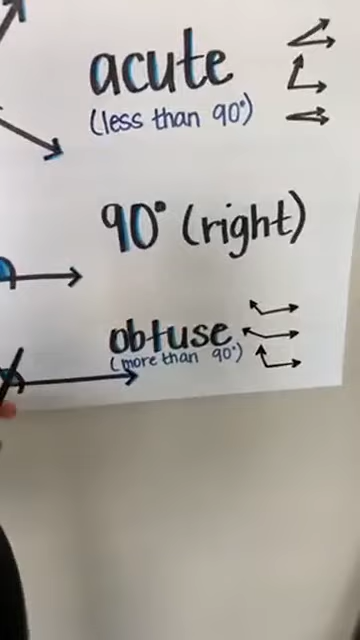 acute
(less than 90°)
90° (right)
obtuse
(more than 90°)